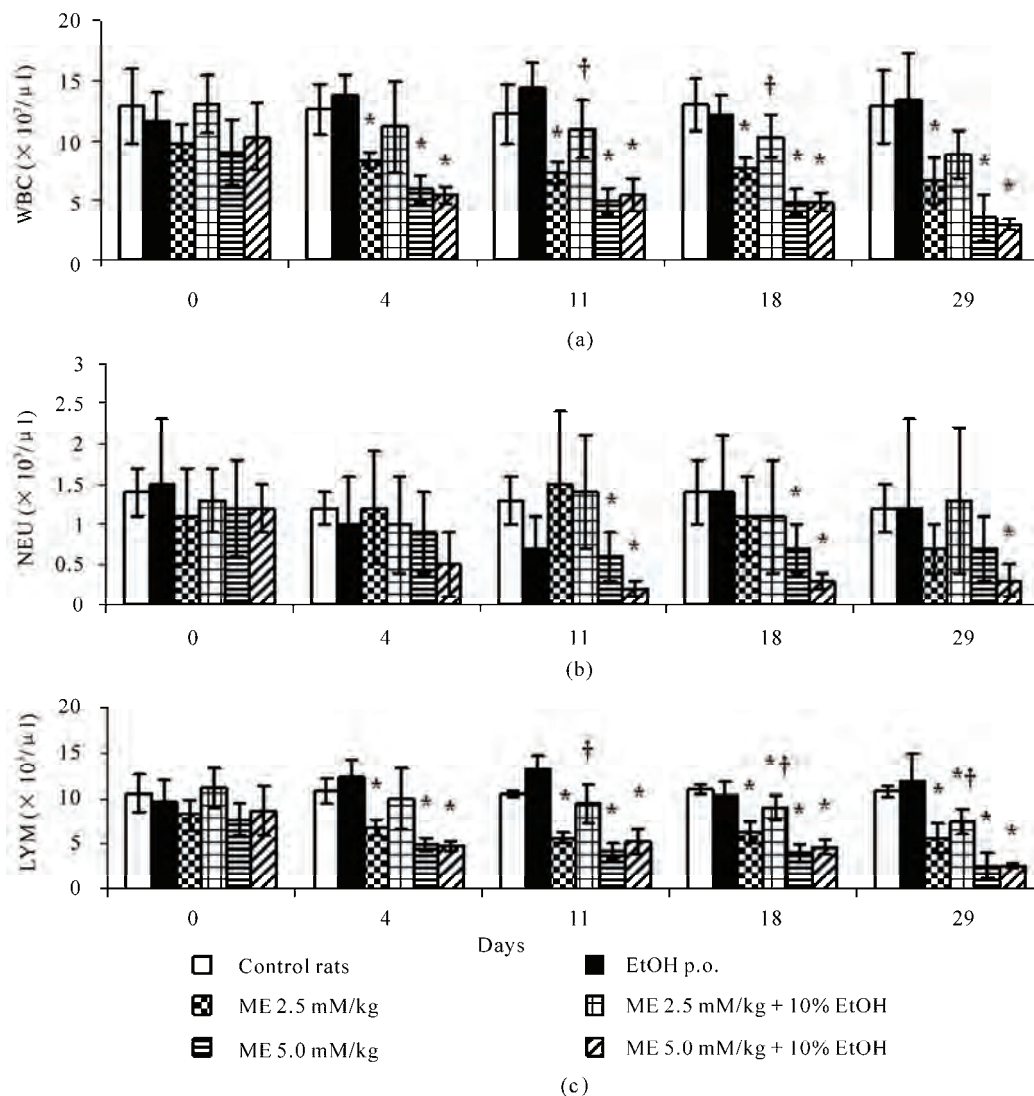 20
15
10
5
0
WBC (× 10³/µl)
* * *
* † * *
* † * *
* * *
0 4 11 18 29
(a)
3
2.5
2
1.5
1
0.5
0
NEU (× 10³/µl)
* *
* *
*
0 4 11 18 29
(b)
20
15
10
5
0
LYM (× 10³/µl)
* * *
* † * *
* *† * *
* *† * *
0 4 11 18 29
Days
Control rats EtOH p.o.
ME 2.5 mM/kg ME 2.5 mM/kg + 10% EtOH
ME 5.0 mM/kg ME 5.0 mM/kg + 10% EtOH
(c)